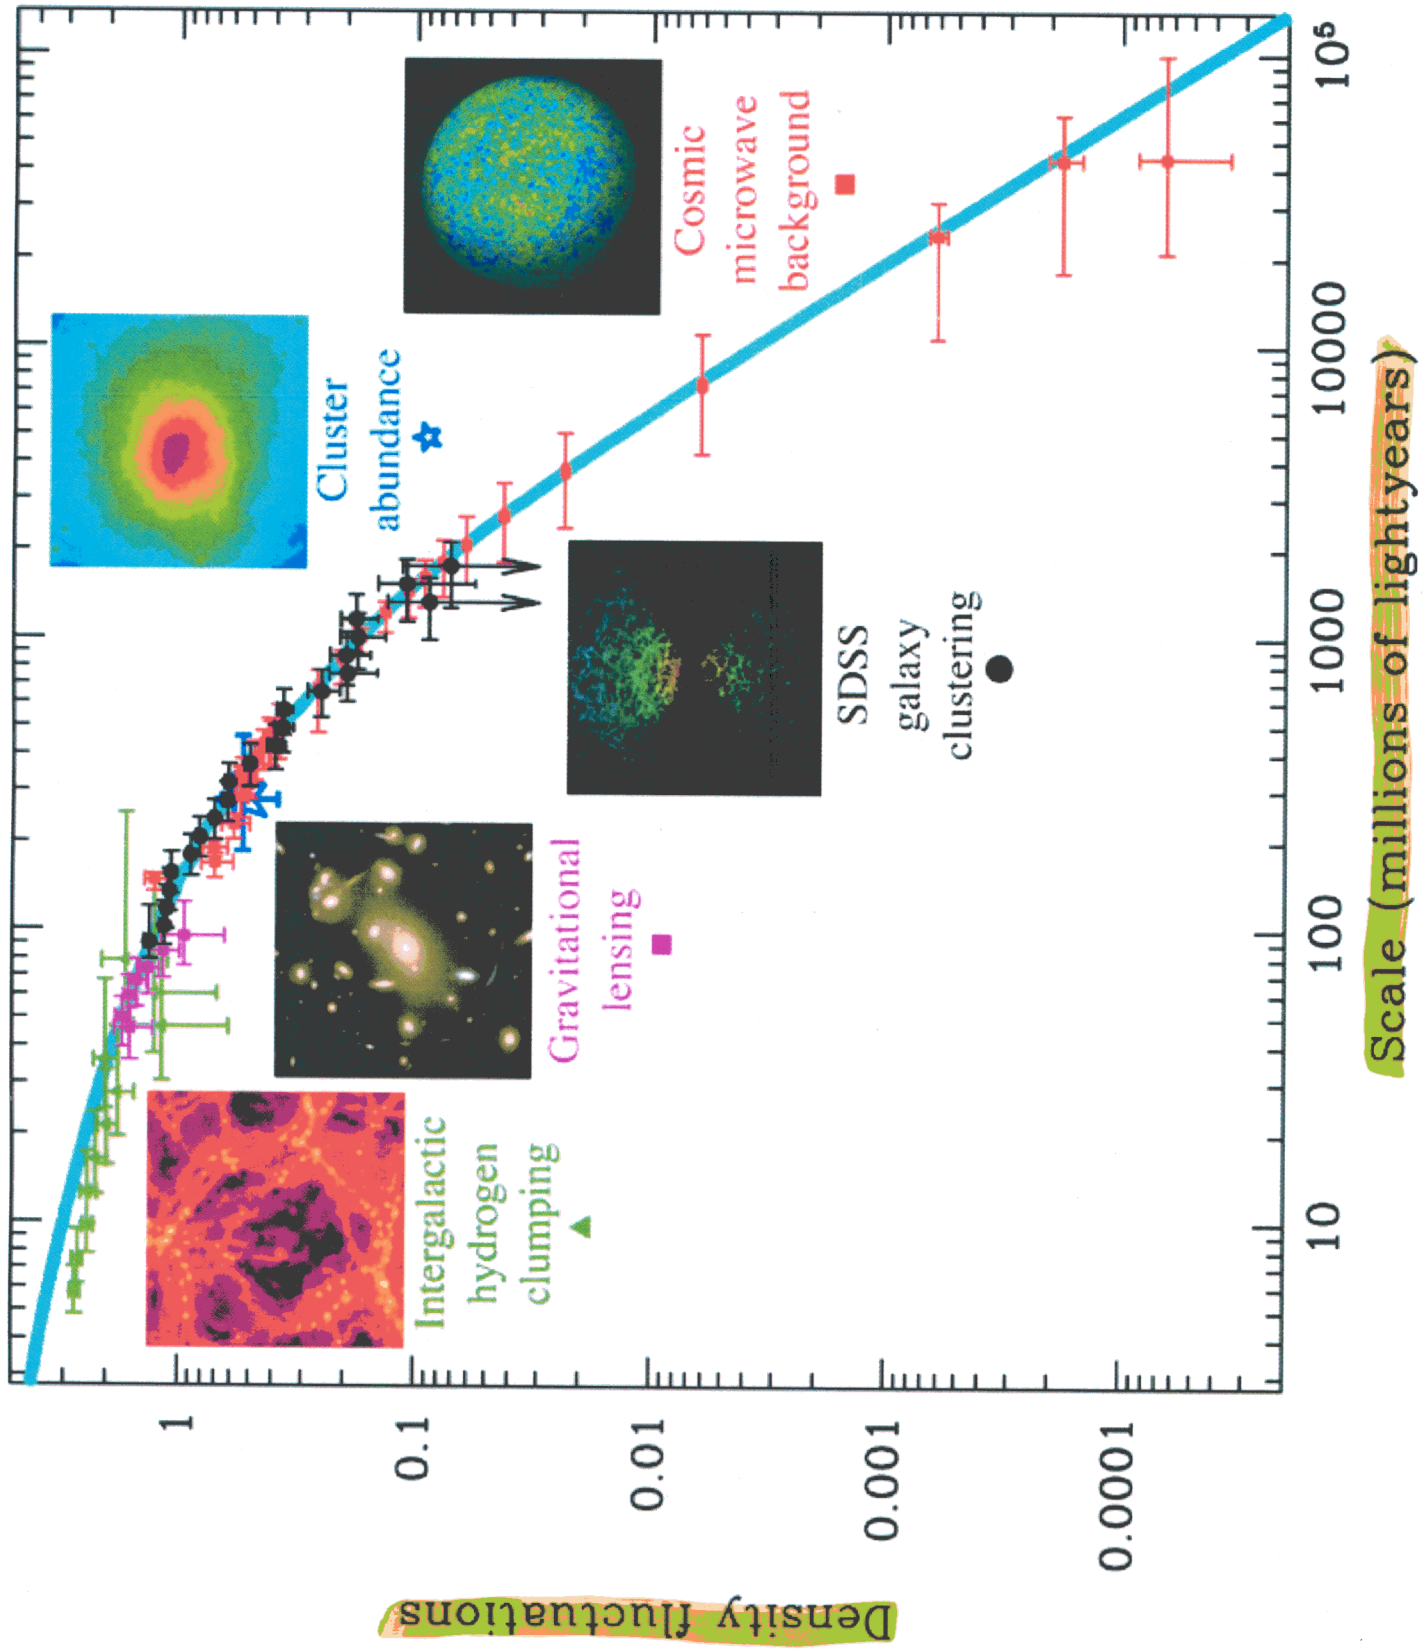 Density fluctuations
1
0.1
0.01
0.001
0.0001
Intergalactic
hydrogen
clumping
Gravitational
lensing
Cluster
abundance
SDSS
galaxy
clustering
Cosmic
microwave
background
10
100
1000
10000
10⁵
Scale (millions of lightyears)